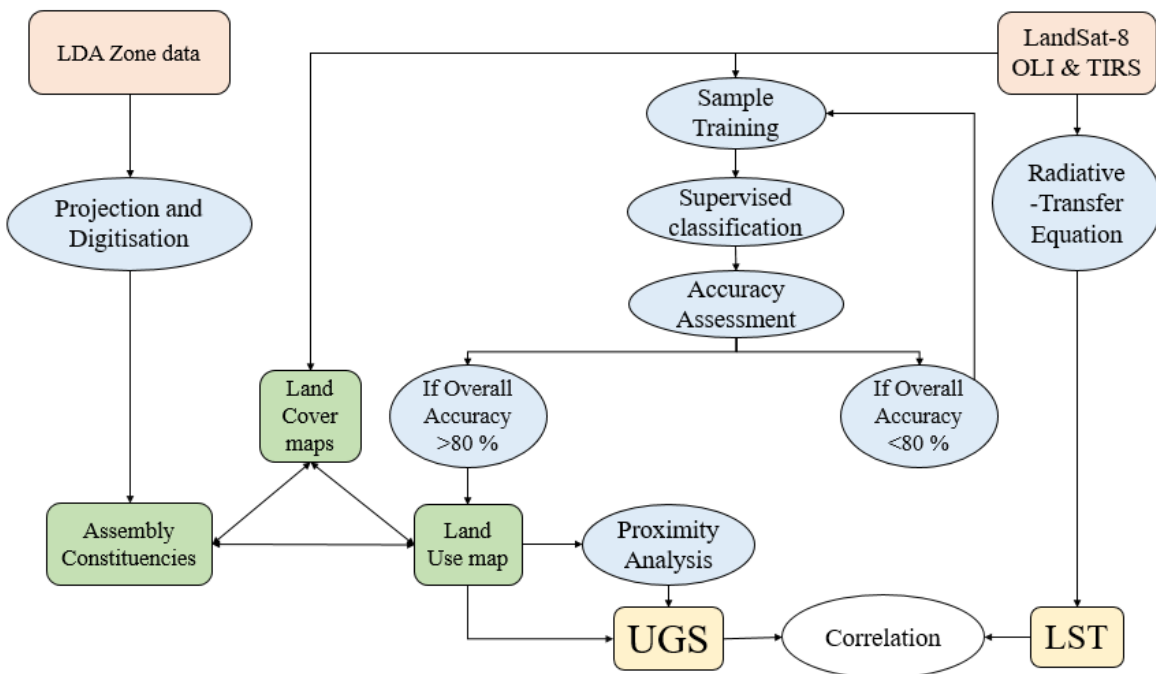 LDA Zone data
LandSat-8
OLI & TIRS
Sample
Training
Projection and
Digitisation
Supervised
classification
Radiative
-Transfer
Equation
Accuracy
Assessment
Land
Cover
maps
If Overall
Accuracy
>80 %
If Overall
Accuracy
<80 %
Assembly
Constituencies
Land
Use map
Proximity
Analysis
UGS
Correlation
LST